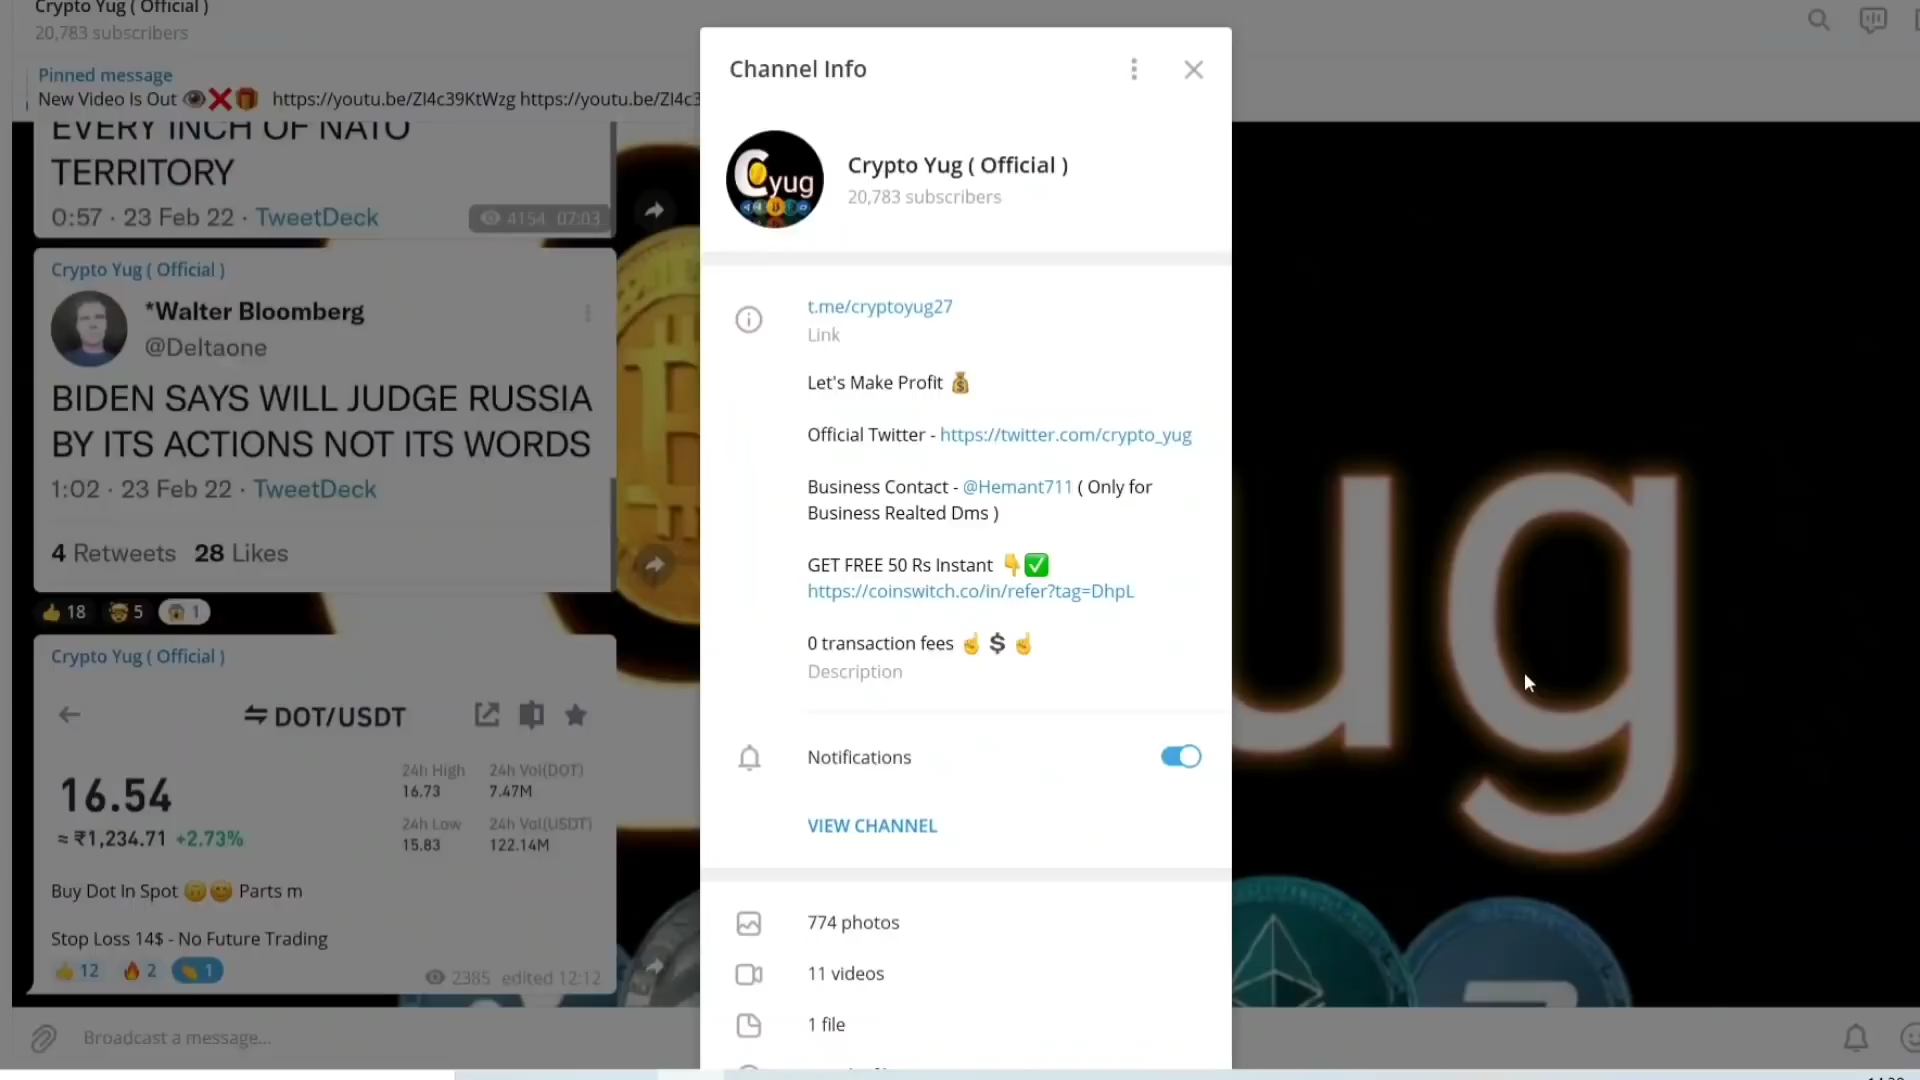 Crypto Yug ( Official )
20,783 subscribers
Pinned message
New Video Is Out 👁❌🎁 https://youtu.be/ZI4c39KtWzg https://youtu.be/ZI4c3
EVERY INCH OF NATO
TERRITORY
0:57 · 23 Feb 22 · TweetDeck
4154 07:03
Crypto Yug ( Official )
*Walter Bloomberg
@Deltaone
BIDEN SAYS WILL JUDGE RUSSIA
BY ITS ACTIONS NOT ITS WORDS
1:02 · 23 Feb 22 · TweetDeck
4 Retweets 28 Likes
👍 18 🤯 5 😱 1
Crypto Yug ( Official )
DOT/USDT
16.54
≈ ₹1,234.71 +2.73%
24h High
16.73
24h Vol(DOT)
7.47M
24h Low
15.83
24h Vol(USDT)
122.14M
Buy Dot In Spot 🙃😊 Parts m
Stop Loss 14$ - No Future Trading
👍 12 🔥 2 👏 1
2385 edited 12:12
Broadcast a message...
Channel Info
Cyug
Crypto Yug ( Official )
20,783 subscribers
t.me/cryptoyug27
Link
Let's Make Profit 💰
Official Twitter - https://twitter.com/crypto_yug
Business Contact - @Hemant711 ( Only for
Business Realted Dms )
GET FREE 50 Rs Instant 👇✅
https://coinswitch.co/in/refer?tag=DhpL
0 transaction fees ☝️ $ ☝️
Description
Notifications
VIEW CHANNEL
774 photos
11 videos
1 file
ug